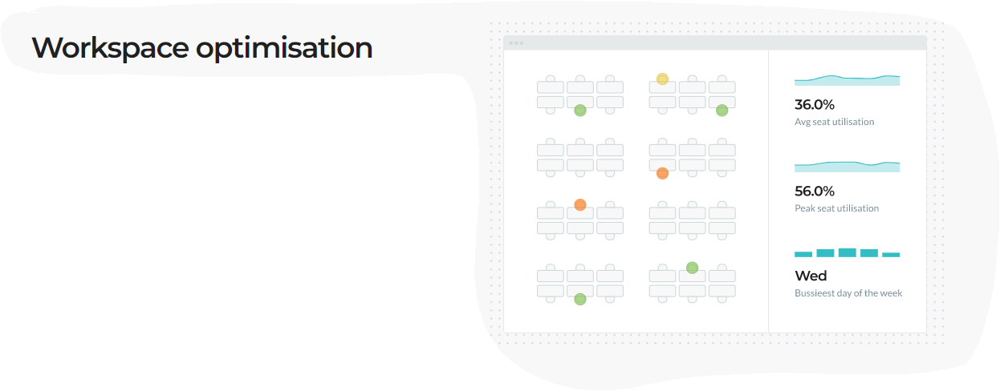 Workspace optimisation
36.0%
Avg seat utilisation
56.0%
Peak seat utilisation
Wed
Bussieest day of the week